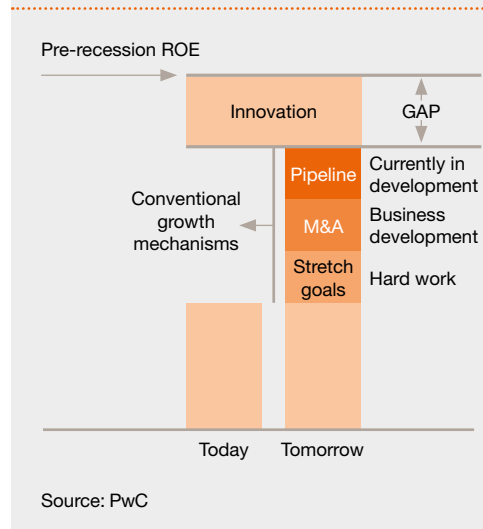 Pre-recession ROE
Innovation
GAP
Pipeline
Currently in
development
Conventional
growth
mechanisms
M&A
Business
development
Stretch
goals
Hard work
Today
Tomorrow
Source: PwC